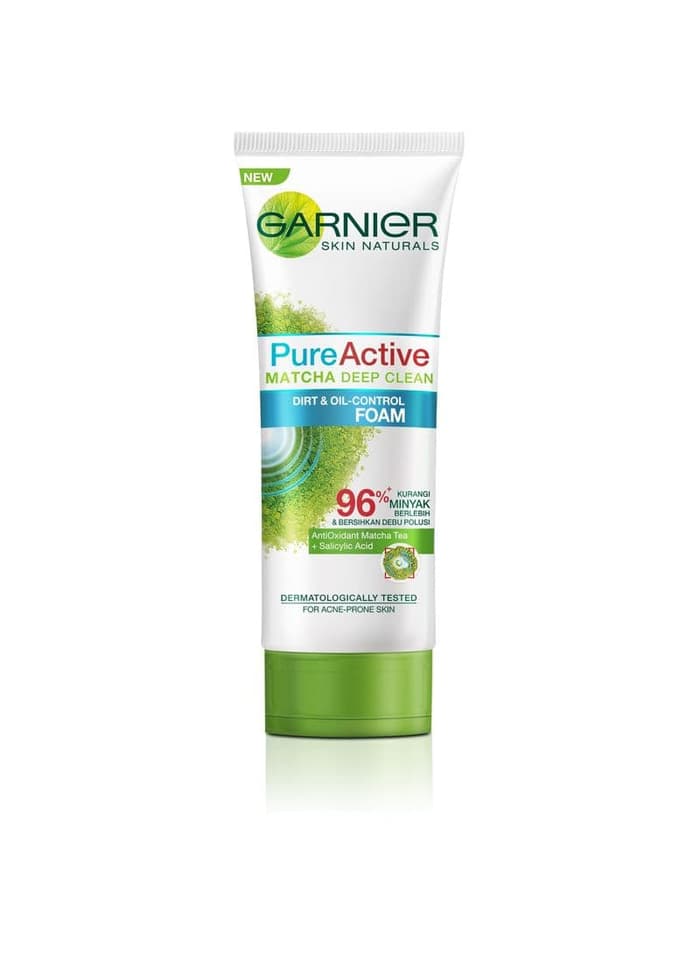 NEW
GARNIER
SKIN NATURALS
PureActive
MATCHA DEEP CLEAN
DIRT & OIL-CONTROL
FOAM
96%+ KURANGI
MINYAK
BERLEBIH
& BERSIHKAN DEBU POLUSI
AntiOxidant Matcha Tea
+ Salicylic Acid
DERMATOLOGICALLY TESTED
FOR ACNE-PRONE SKIN